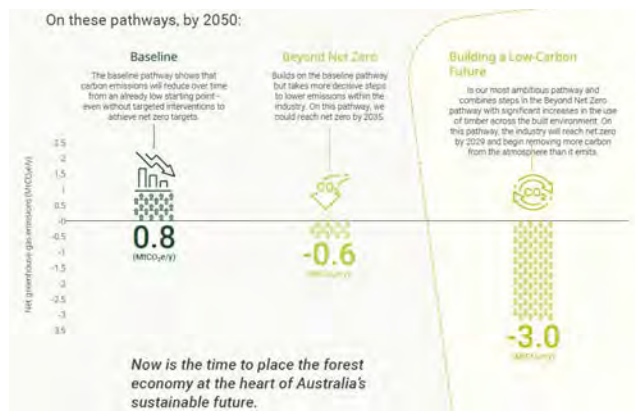 On these pathways, by 2050:
Baseline
The baseline pathway shows that
carbon emissions will reduce over time
from an already low starting point -
even without targeted interventions to
achieve net zero targets.
Beyond Net Zero
Builds on the baseline pathway
but takes more decisive steps
to lower emissions within the
industry. On this pathway, we
could reach net zero by 2035.
Building a Low-Carbon
Future
Is our most ambitious pathway and
combines steps in the Beyond Net Zero
pathway with significant increases in the use
of timber across the built environment. On
this pathway, the industry will reach net zero
by 2029 and begin removing more carbon
from the atmosphere than it emits.
Net greenhouse gas emissions (MtCO₂e/y)
2.5
2
1.5
1
0.5
-0
-0.5
-1
-1.5
-2
-2.5
-3
3.5
0.8
(MtCO₂e/y)
CO₂
-0.6
(MtCO₂e/y)
CO₂
-3.0
(MtCO₂e/y)
Now is the time to place the forest
economy at the heart of Australia's
sustainable future.